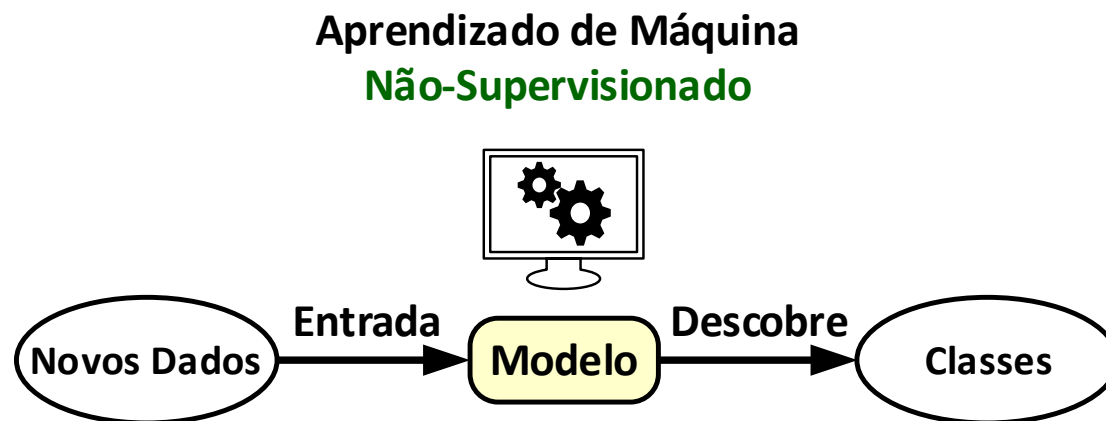 Aprendizado de Máquina
Não-Supervisionado
Entrada
Descobre
Novos Dados
Modelo
Classes